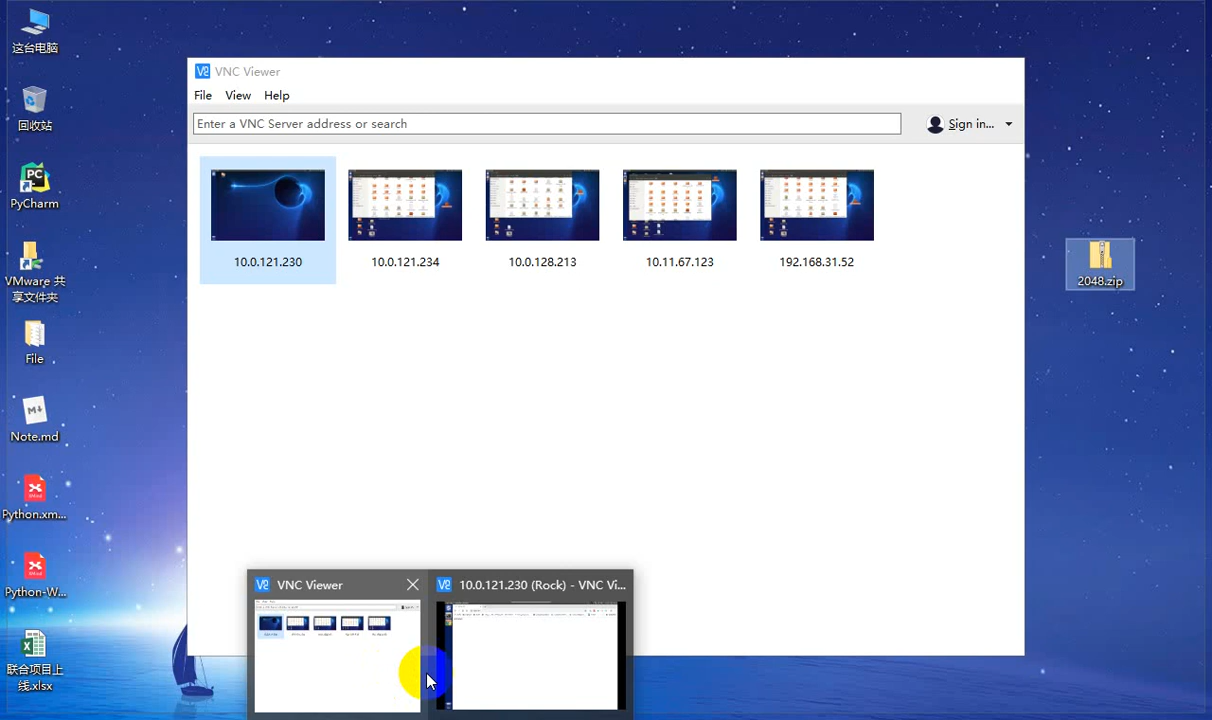 这台电脑
回收站
PC
PyCharm
VMware 共
享文件夹
File
M↓
Note.md
Python.xm...
Python-W...
联合项目上
线.xlsx
VNC Viewer
File View Help
Enter a VNC Server address or search
Sign in...
10.0.121.230
10.0.121.234
10.0.128.213
10.11.67.123
192.168.31.52
2048.zip
VNC Viewer
10.0.121.230 (Rock) - VNC Vi...